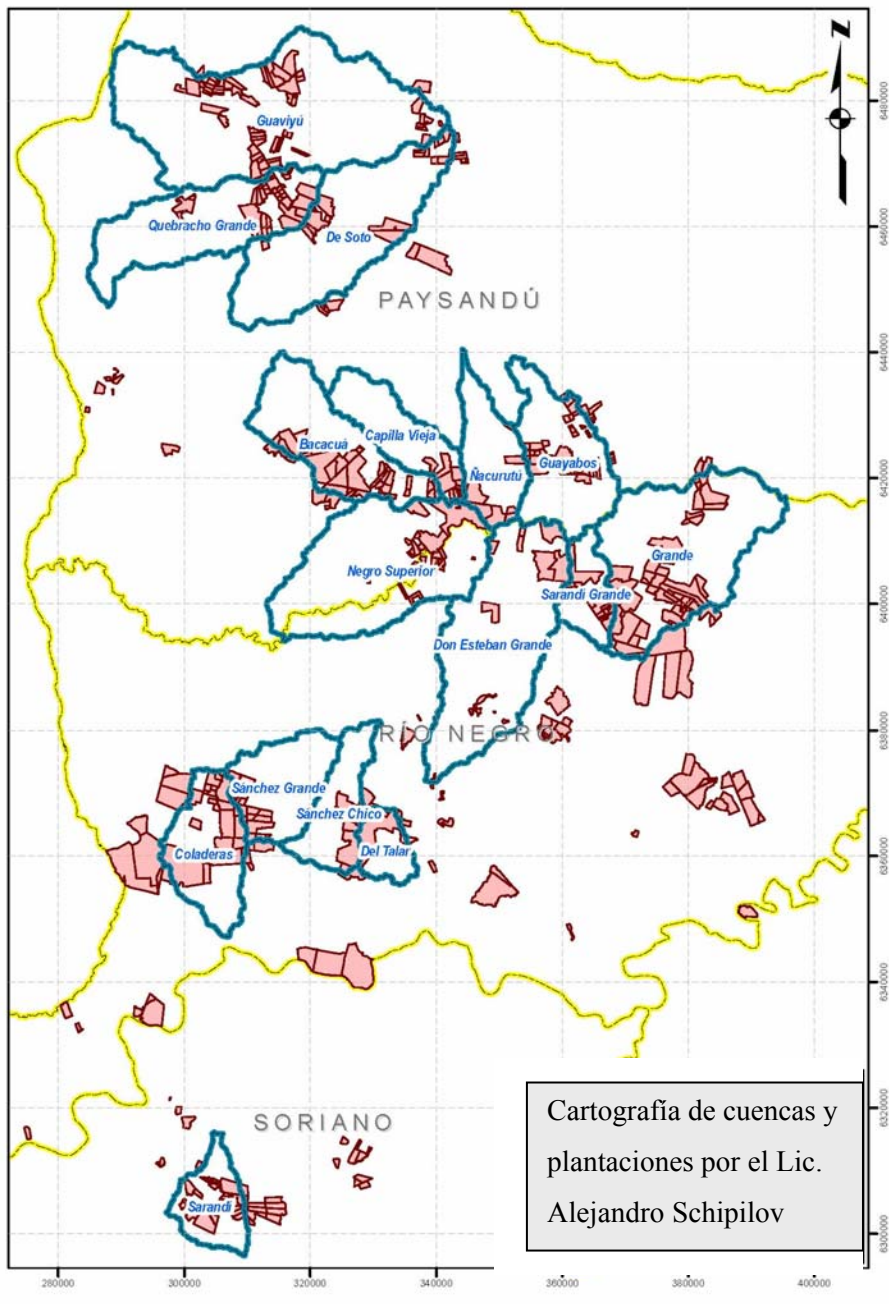 N
6480000
Guaviyú
Quebracho Grande
6460000
De Soto
PAYSANDÚ
6440000
Capilla Vieja
Bacacuá
Guayabos
Ñacurutú
6420000
Grande
Negro Superior
Sarandi Grande
6400000
Don Esteban Grande
RÍO NEGRO
6380000
Sánchez Grande
Sánchez Chico
Coladeras
Del Talar
6360000
6340000
SORIANO
6320000
Sarandí
6300000
Cartografía de cuencas y
plantaciones por el Lic.
Alejandro Schipilov
280000 300000 320000 340000 360000 380000 400000